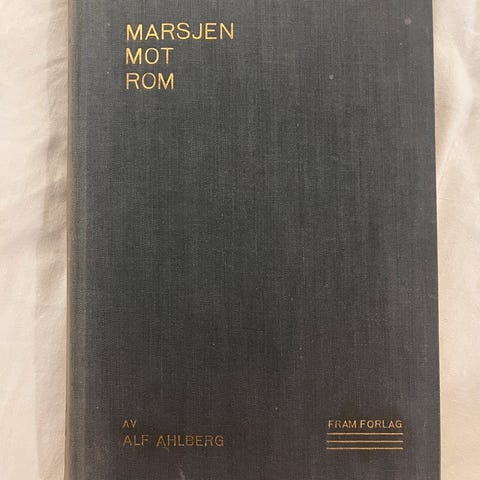 MARSJEN
MOT
ROM
AV
ALF AHLBERG
FRAM FORLAG